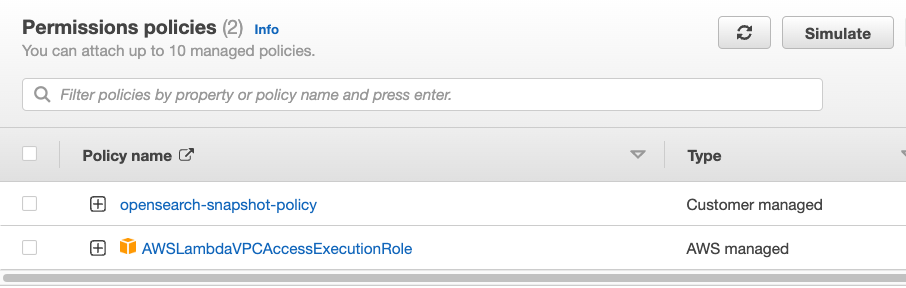 Permissions policies (2) Info
You can attach up to 10 managed policies.
Simulate
Filter policies by property or policy name and press enter.
Policy name Type
opensearch-snapshot-policy Customer managed
AWSLambdaVPCAccessExecutionRole AWS managed